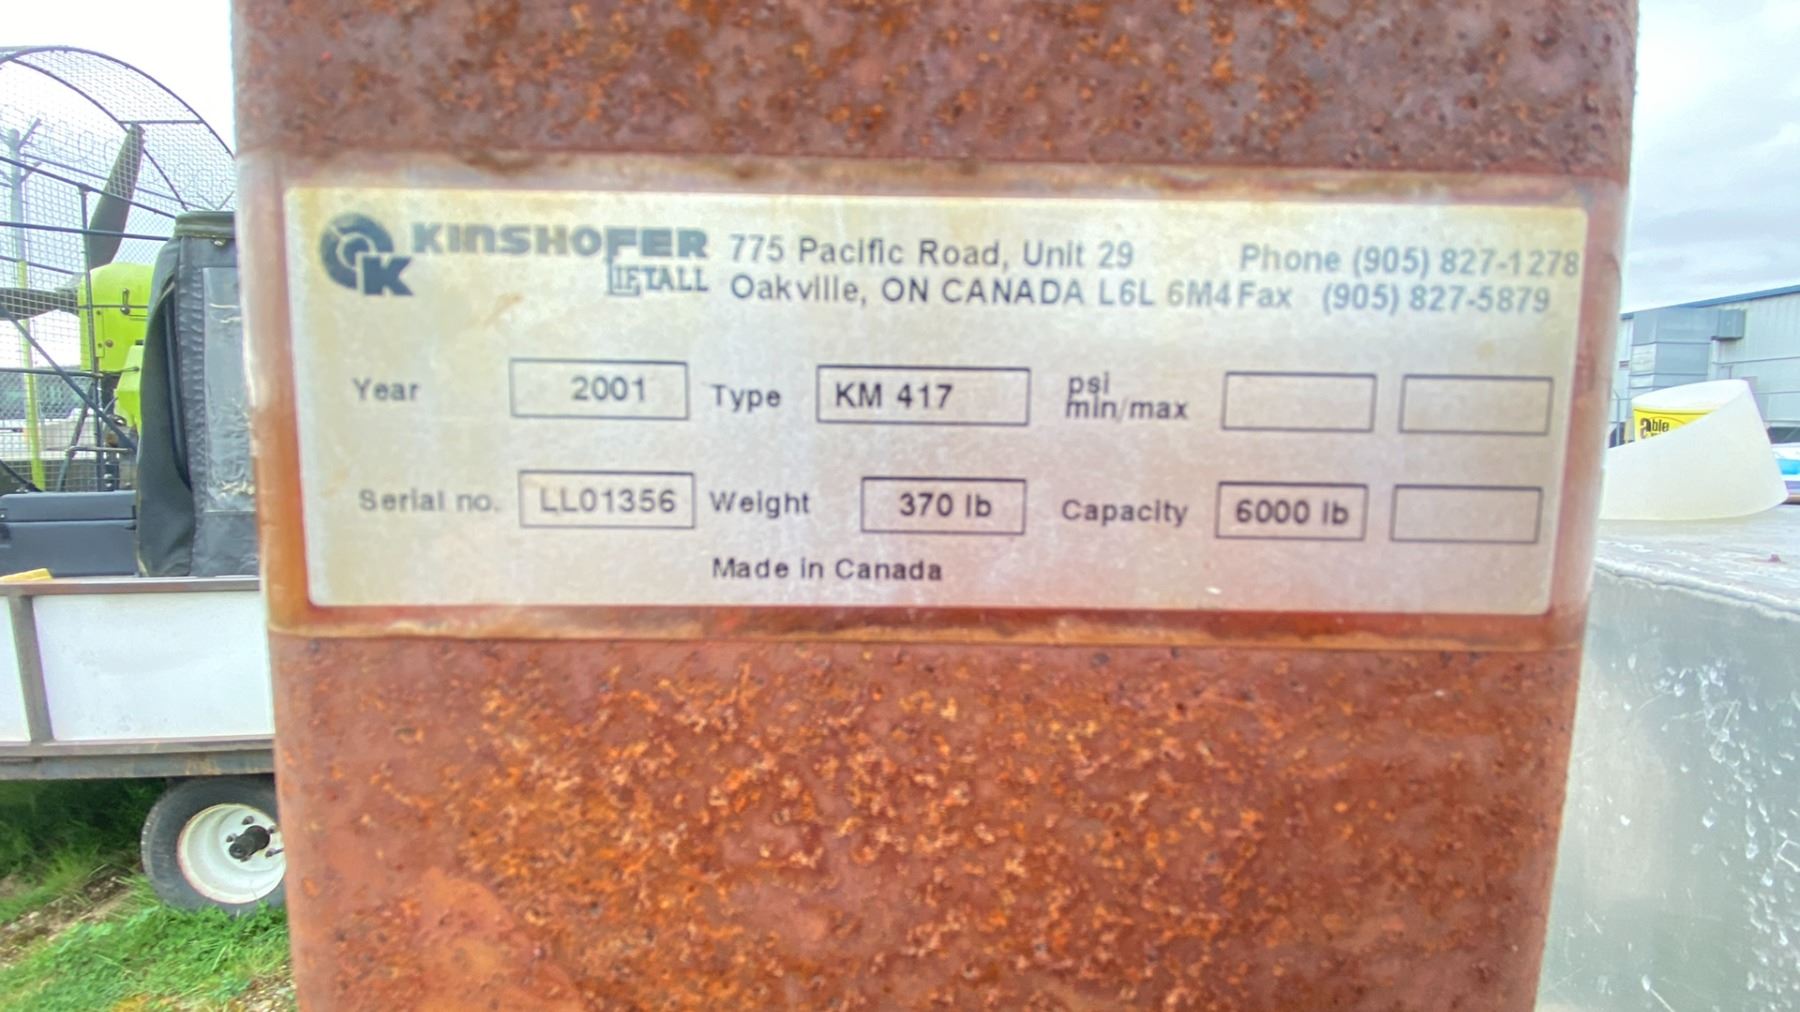 KINSHOFER
LIFTALL
775 Pacific Road, Unit 29 Phone (905) 827-1278
Oakville, ON CANADA L6L 6M4 Fax (905) 827-5879
Year 2001 Type KM 417 psi min/max
Serial no. LL01356 Weight 370 lb Capacity 6000 lb
Made in Canada
able